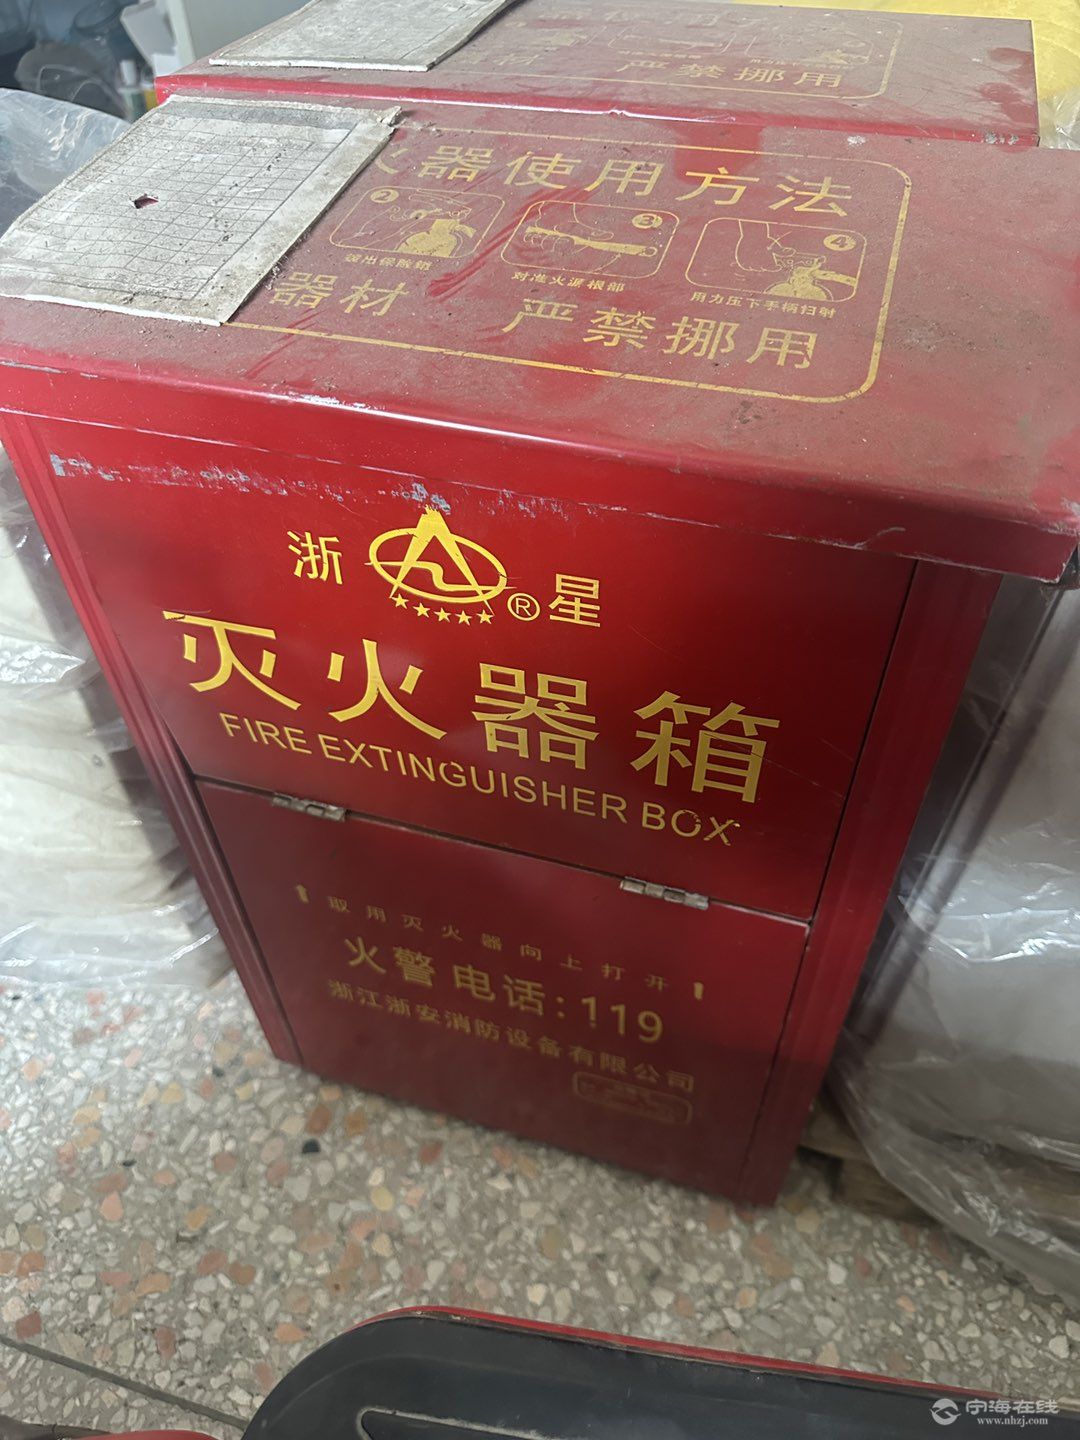 严禁挪用
火器使用方法
2
3
4
拔出保险销
对准火源根部
用力压下手柄扫射
器材
严禁挪用
浙
®
星
灭火器箱
FIRE EXTINGUISHER BOX
取用灭火器向上打开
火警电话:119
浙江浙安消防设备有限公司
宁海在线
www.nhzj.com